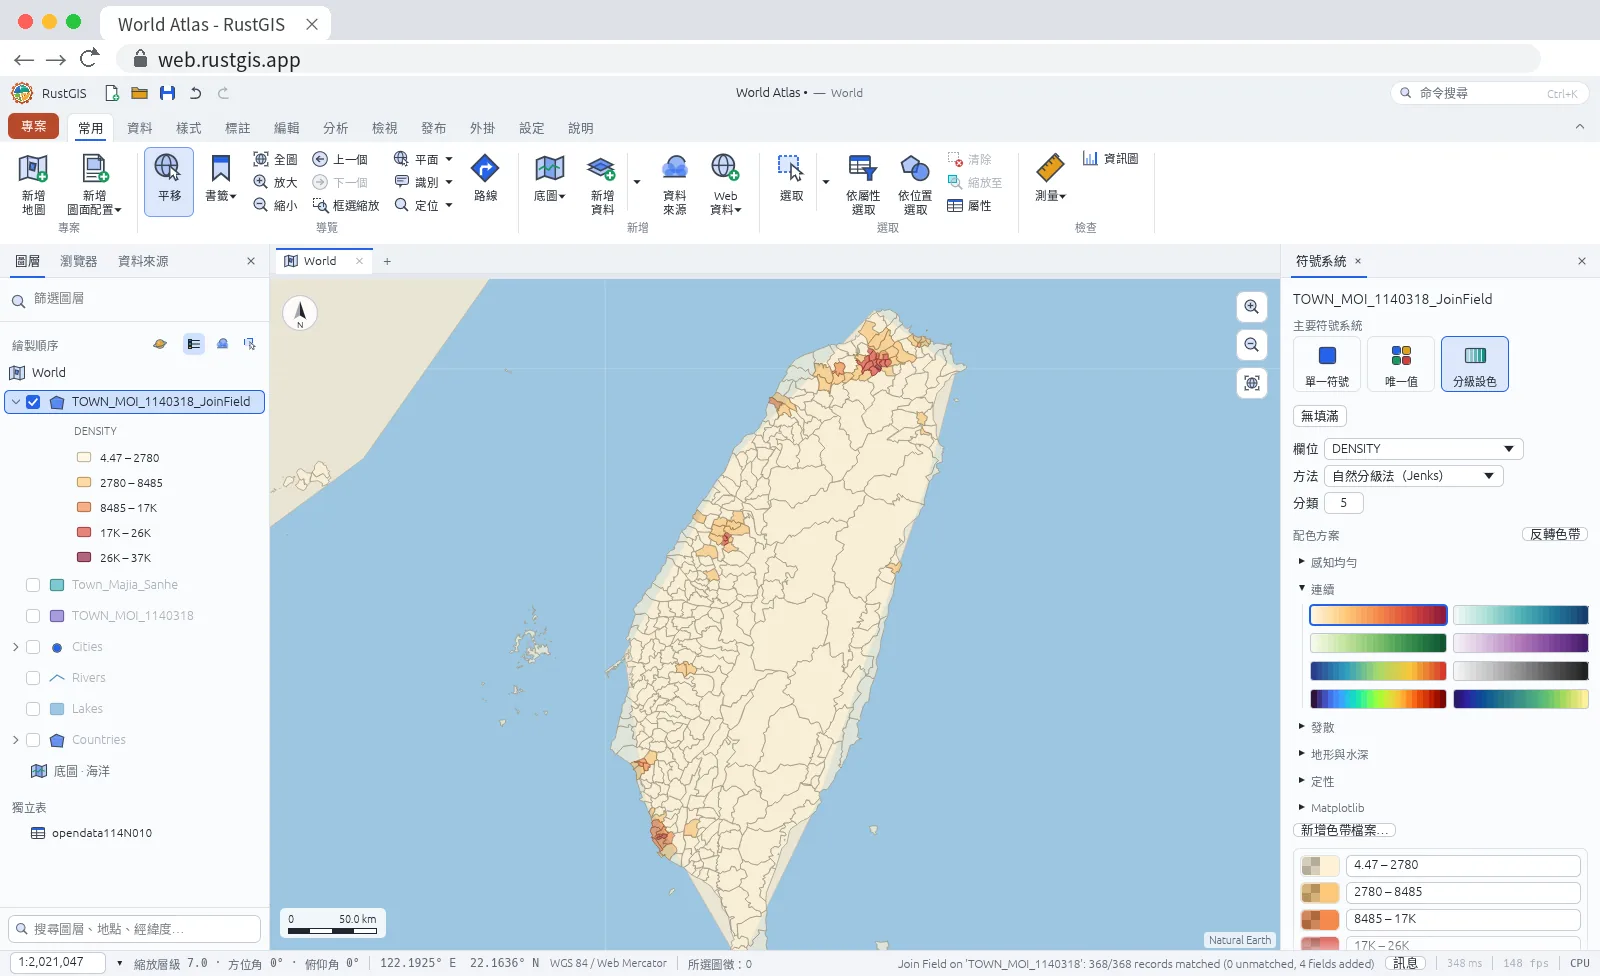 World Atlas - RustGIS
web.rustgis.app
RustGIS
World Atlas • — World
命令搜尋 Ctrl+K
專案 常用 資料 樣式 標註 編輯 分析 檢視 發布 外掛 設定 說明
新增地圖
新增圖面配置
專案
平移
書籤
全圖
放大
縮小
上一個
下一個
框選縮放
平面
識別
定位
路線
導覽
底圖
新增資料
資料來源
Web資料
新增
選取
依屬性選取
依位置選取
清除
縮放至
屬性
選取
測量
資訊圖
檢查
圖層 瀏覽器 資料來源
篩選圖層
繪製順序
World
TOWN_MOI_1140318_JoinField
DENSITY
4.47 – 2780
2780 – 8485
8485 – 17K
17K – 26K
26K – 37K
Town_Majia_Sanhe
TOWN_MOI_1140318
Cities
Rivers
Lakes
Countries
底圖 · 海洋
獨立表
opendata114N010
搜尋圖層、地點、經緯度…
World
N
0 50.0 km
Natural Earth
符號系統
TOWN_MOI_1140318_JoinField
主要符號系統
單一符號 唯一值 分級設色
無填滿
欄位 DENSITY
方法 自然分級法（Jenks）
分類 5
配色方案 反轉色帶
感知均勻
連續
發散
地形與水深
定性
Matplotlib
新增色帶檔案…
4.47 – 2780
2780 – 8485
8485 – 17K
17K – 26K
1:2,021,047 縮放層級 7.0 · 方位角 0° · 俯仰角 0° 122.1925° E 22.1636° N WGS 84 / Web Mercator 所選圖徵：0
Join Field on 'TOWN_MOI_1140318': 368/368 records matched (0 unmatched, 4 fields added) 訊息 348 ms 148 fps CPU